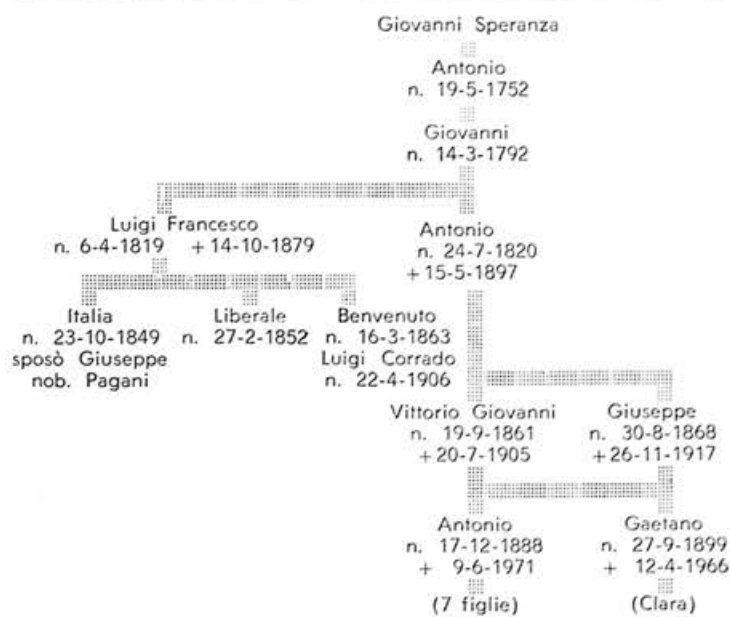 Giovanni Speranza
Antonio
n. 19-5-1752
Giovanni
n. 14-3-1792
Luigi Francesco
n. 6-4-1819 +14-10-1879
Antonio
n. 24-7-1820
+15-5-1897
Italia
n. 23-10-1849
sposò Giuseppe
nob. Pagani
Liberale
n. 27-2-1852
Benvenuto
n. 16-3-1863
Luigi Corrado
n. 22-4-1906
Vittorio Giovanni
n. 19-9-1861
+20-7-1905
Giuseppe
n. 30-8-1868
+26-11-1917
Antonio
n. 17-12-1888
+ 9-6-1971
(7 figlie)
Gaetano
n. 27-9-1899
+ 12-4-1966
(Clara)